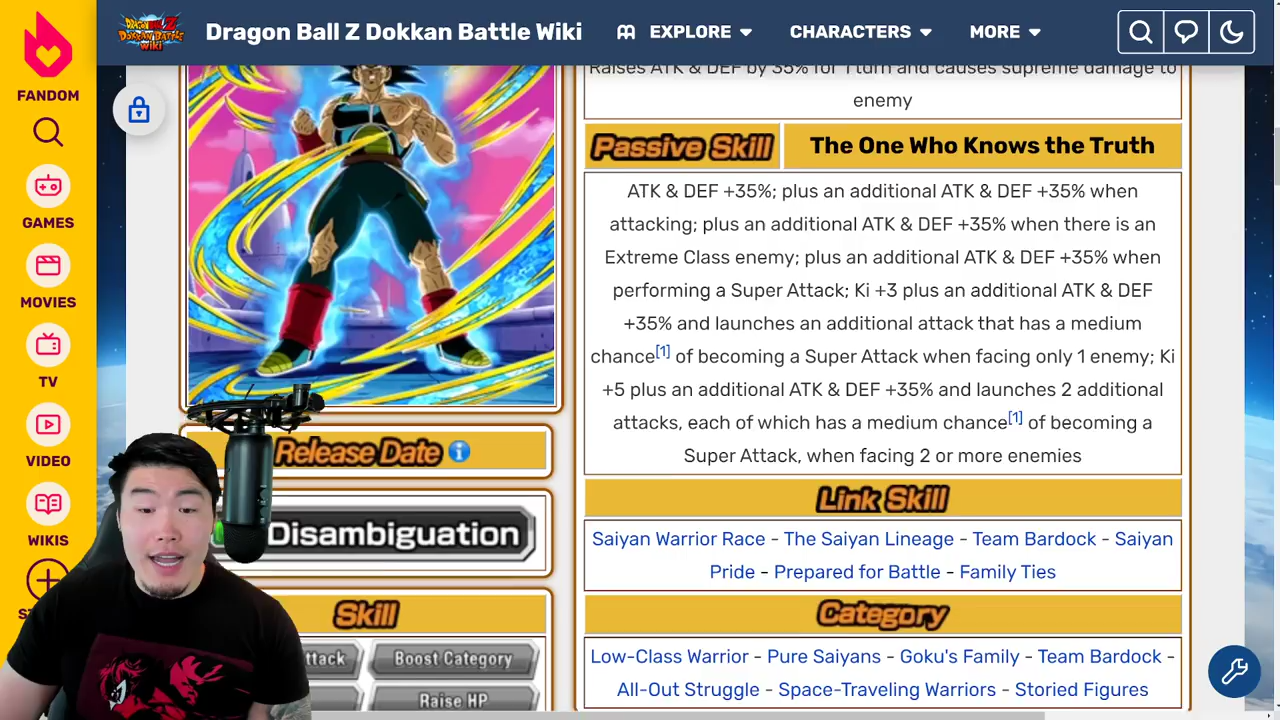 DRAGON BALL Z
DOKKAN BATTLE
WIKI
Dragon Ball Z Dokkan Battle Wiki
EXPLORE
CHARACTERS
MORE
FANDOM
GAMES
MOVIES
TV
VIDEO
WIKIS
Raises ATK & DEF by 35% for 1 turn and causes supreme damage to
enemy
Passive Skill
The One Who Knows the Truth
ATK & DEF +35%; plus an additional ATK & DEF +35% when
attacking; plus an additional ATK & DEF +35% when there is an
Extreme Class enemy; plus an additional ATK & DEF +35% when
performing a Super Attack; Ki +3 plus an additional ATK & DEF
+35% and launches an additional attack that has a medium
chance[1] of becoming a Super Attack when facing only 1 enemy; Ki
+5 plus an additional ATK & DEF +35% and launches 2 additional
attacks, each of which has a medium chance[1] of becoming a
Super Attack, when facing 2 or more enemies
Link Skill
Saiyan Warrior Race - The Saiyan Lineage - Team Bardock - Saiyan
Pride - Prepared for Battle - Family Ties
Category
Low-Class Warrior - Pure Saiyans - Goku's Family - Team Bardock -
All-Out Struggle - Space-Traveling Warriors - Storied Figures
Release Date
Disambiguation
Skill
Boost Category
Raise HP